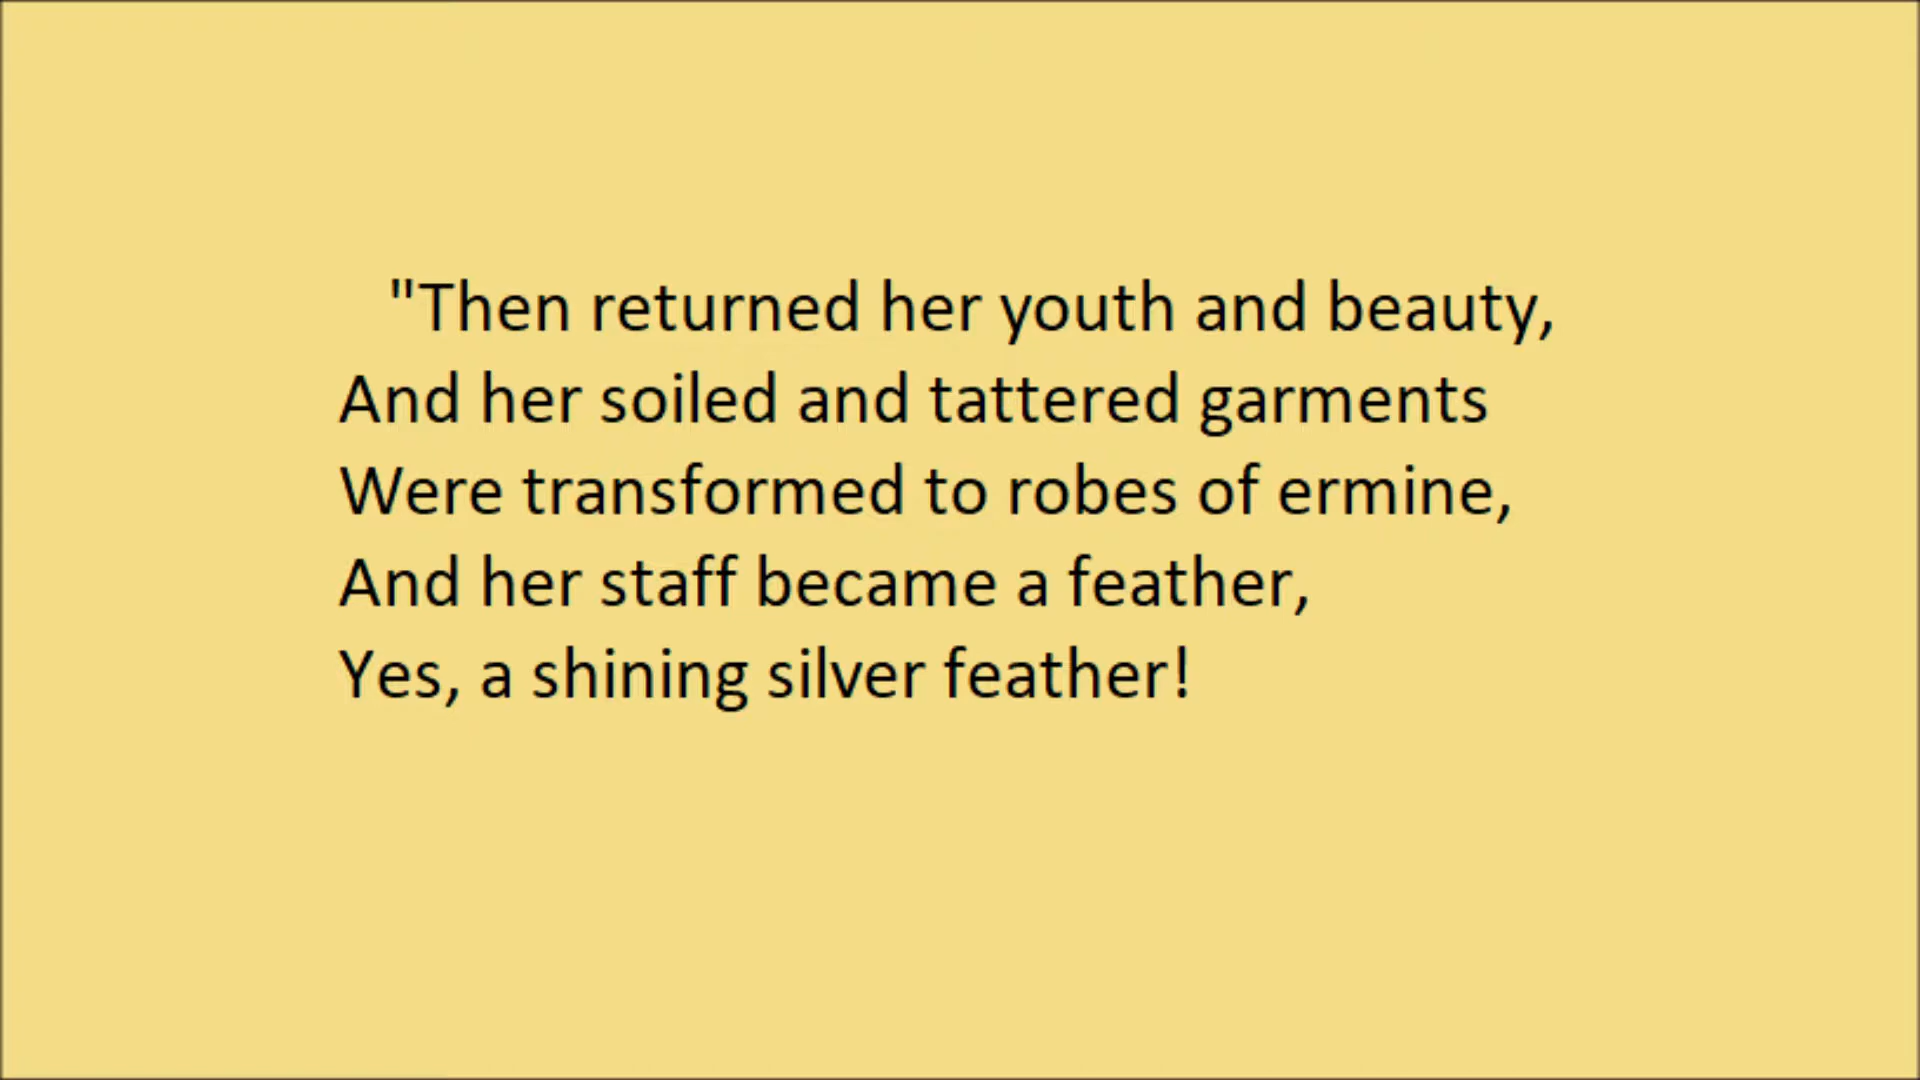 "Then returned her youth and beauty,
And her soiled and tattered garments
Were transformed to robes of ermine,
And her staff became a feather,
Yes, a shining silver feather!